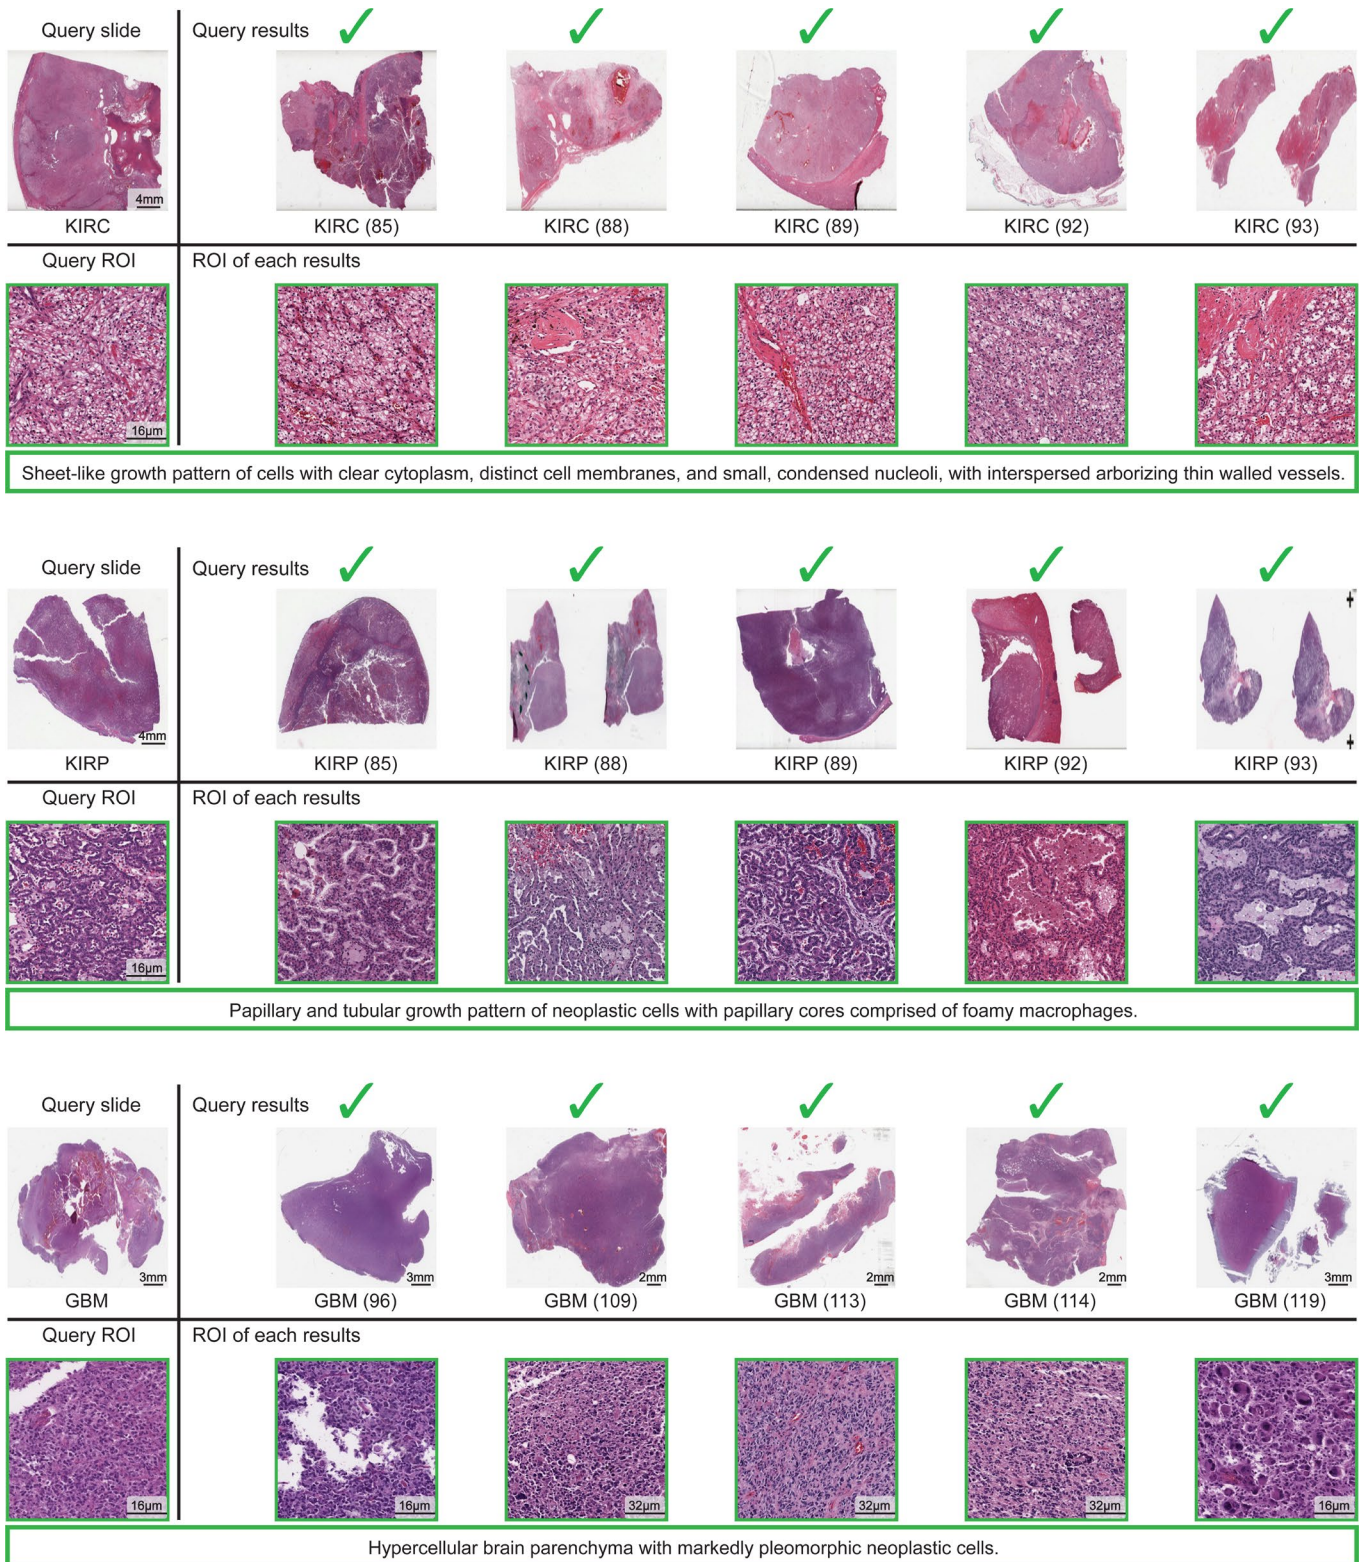 Query slide Query results
4mm
KIRC KIRC (85) KIRC (88) KIRC (89) KIRC (92) KIRC (93)
Query ROI ROI of each results
16µm
Sheet-like growth pattern of cells with clear cytoplasm, distinct cell membranes, and small, condensed nucleoli, with interspersed arborizing thin walled vessels.
Query slide Query results
4mm
KIRP KIRP (85) KIRP (88) KIRP (89) KIRP (92) KIRP (93)
Query ROI ROI of each results
16µm
Papillary and tubular growth pattern of neoplastic cells with papillary cores comprised of foamy macrophages.
Query slide Query results
3mm 3mm 2mm 2mm 2mm 3mm
GBM GBM (96) GBM (109) GBM (113) GBM (114) GBM (119)
Query ROI ROI of each results
16µm 16µm 32µm 32µm 32µm 16µm
Hypercellular brain parenchyma with markedly pleomorphic neoplastic cells.